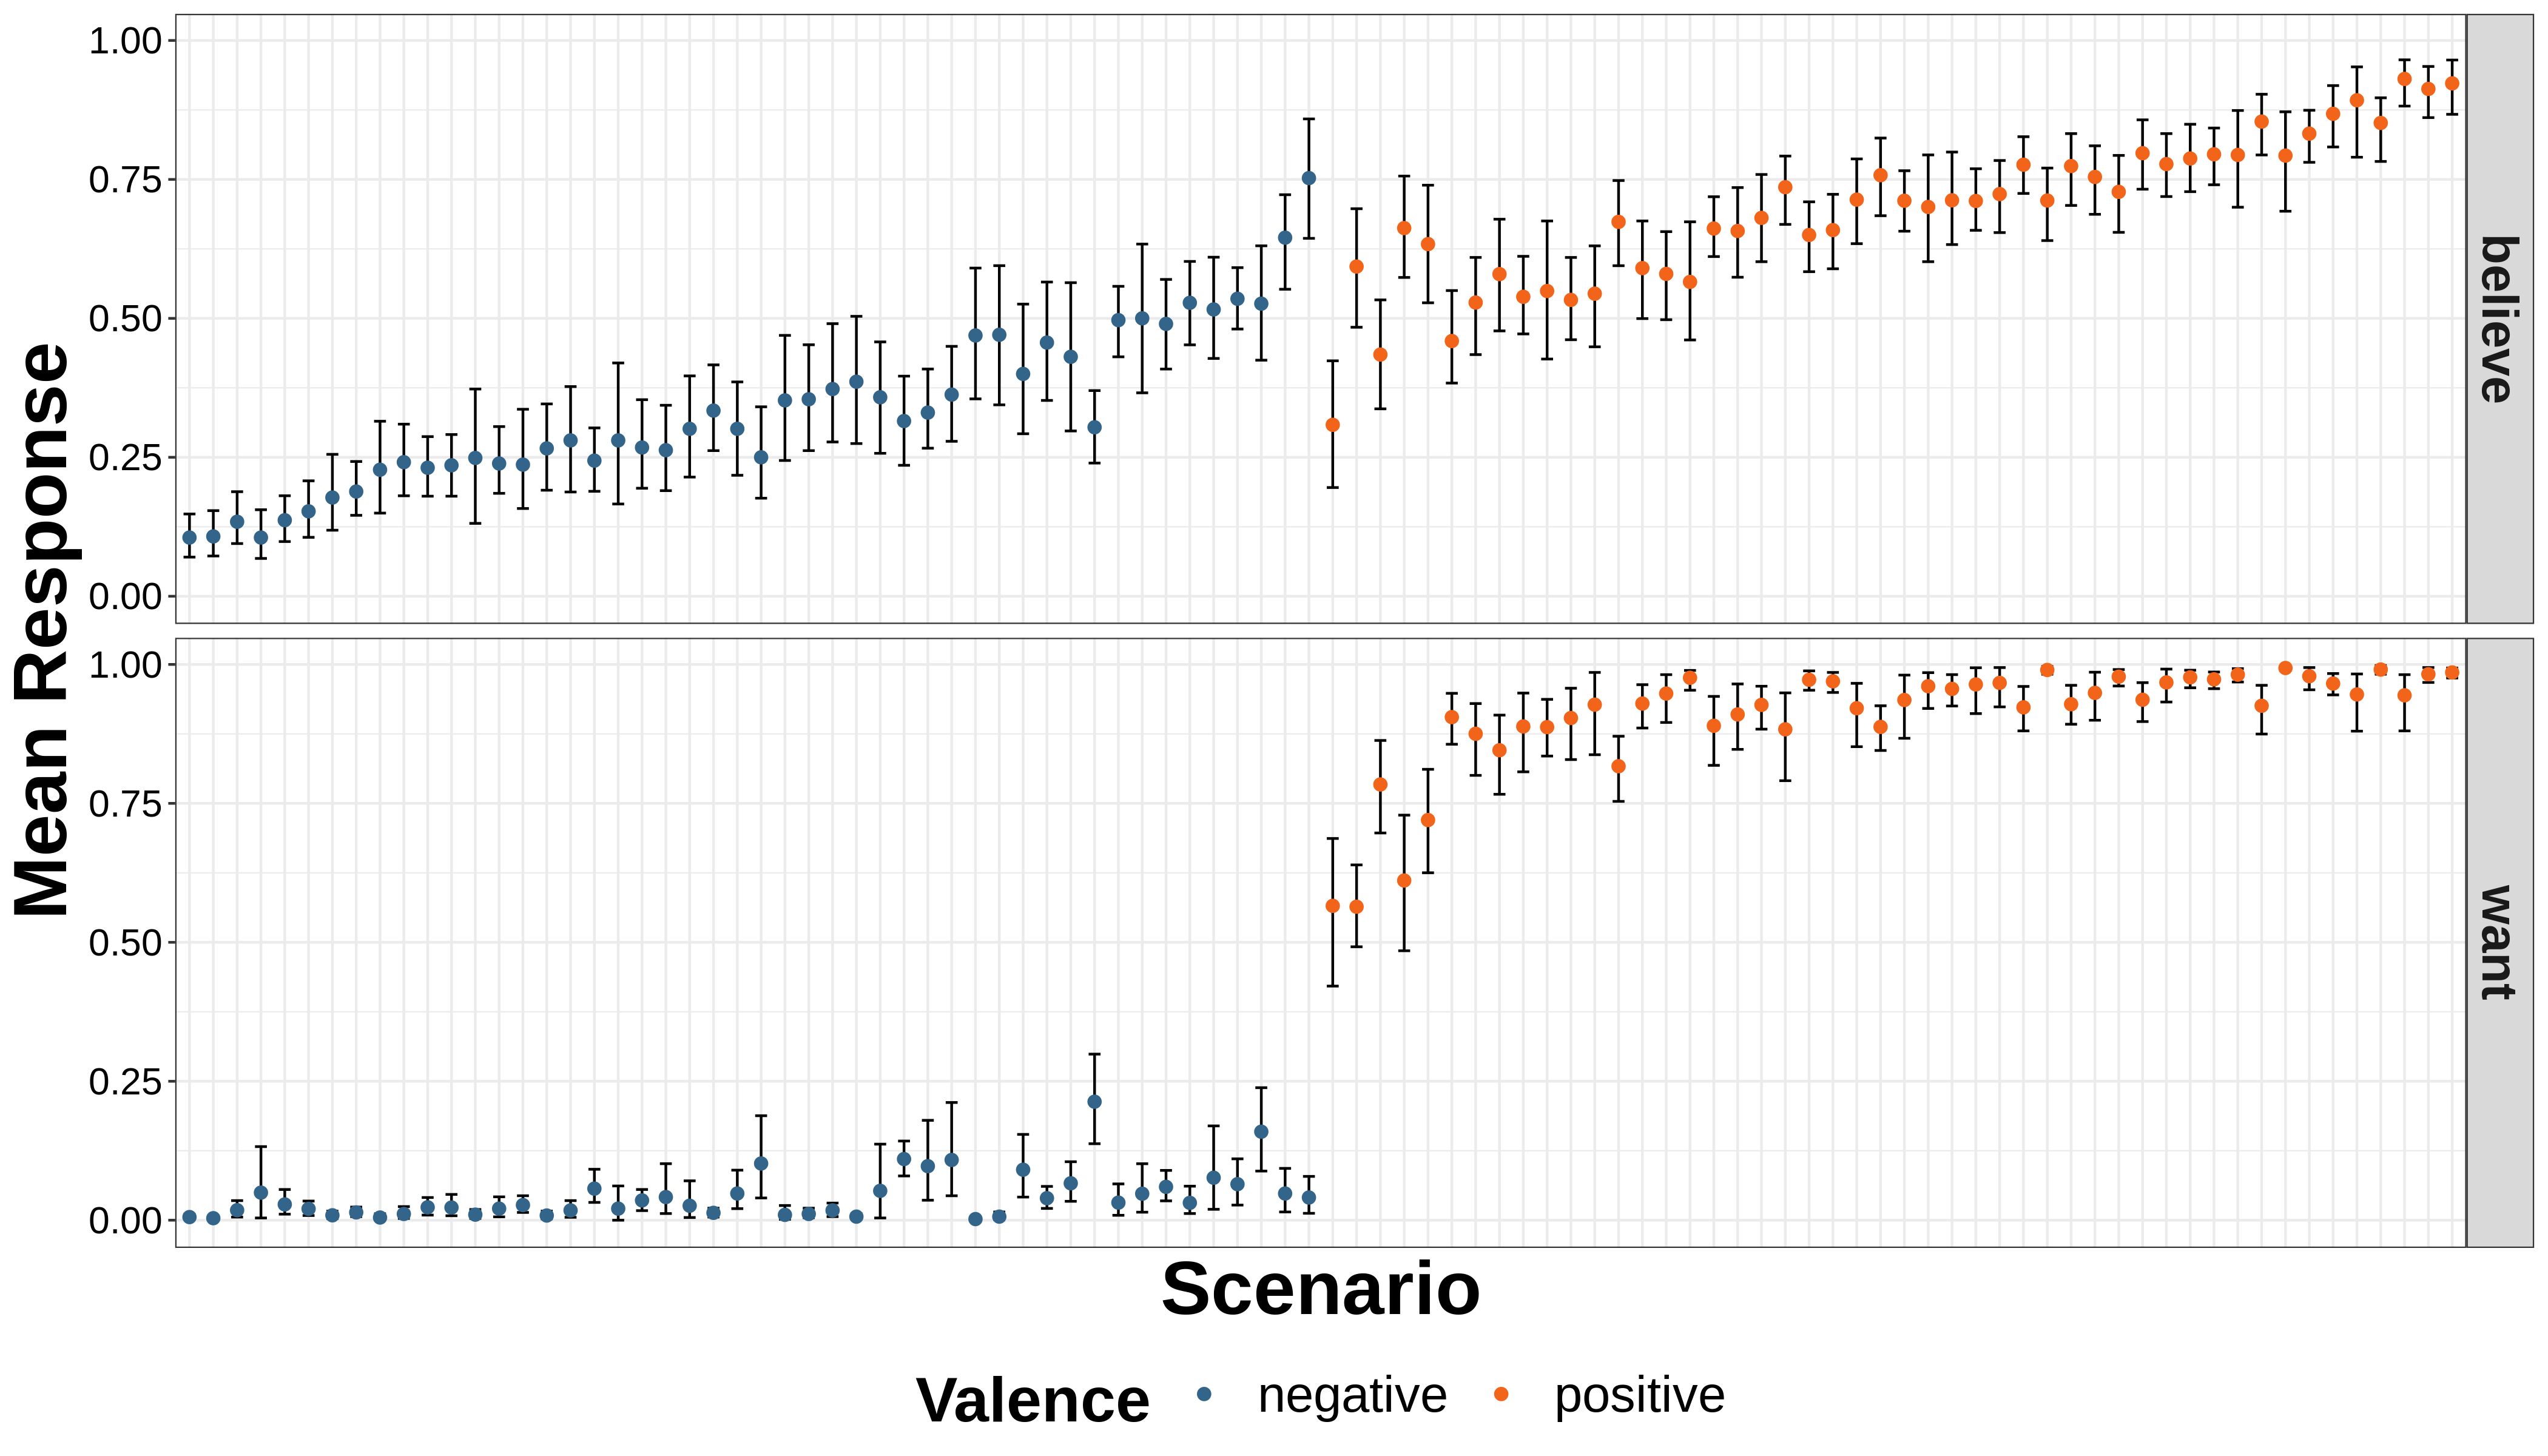 Mean Response
1.00
0.75
0.50
0.25
0.00
believe
1.00
0.75
0.50
0.25
0.00
want
Scenario
Valence negative positive